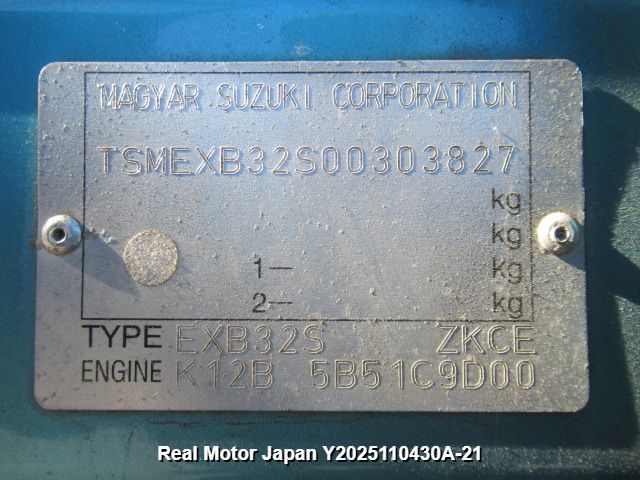 MAGYAR SUZUKI CORPORATION
TSMEXB32S00303827
kg
kg
1— kg
2— kg
TYPE EXB32S ZKCE
ENGINE K12B 5B51C9D00
Real Motor Japan Y2025110430A-21